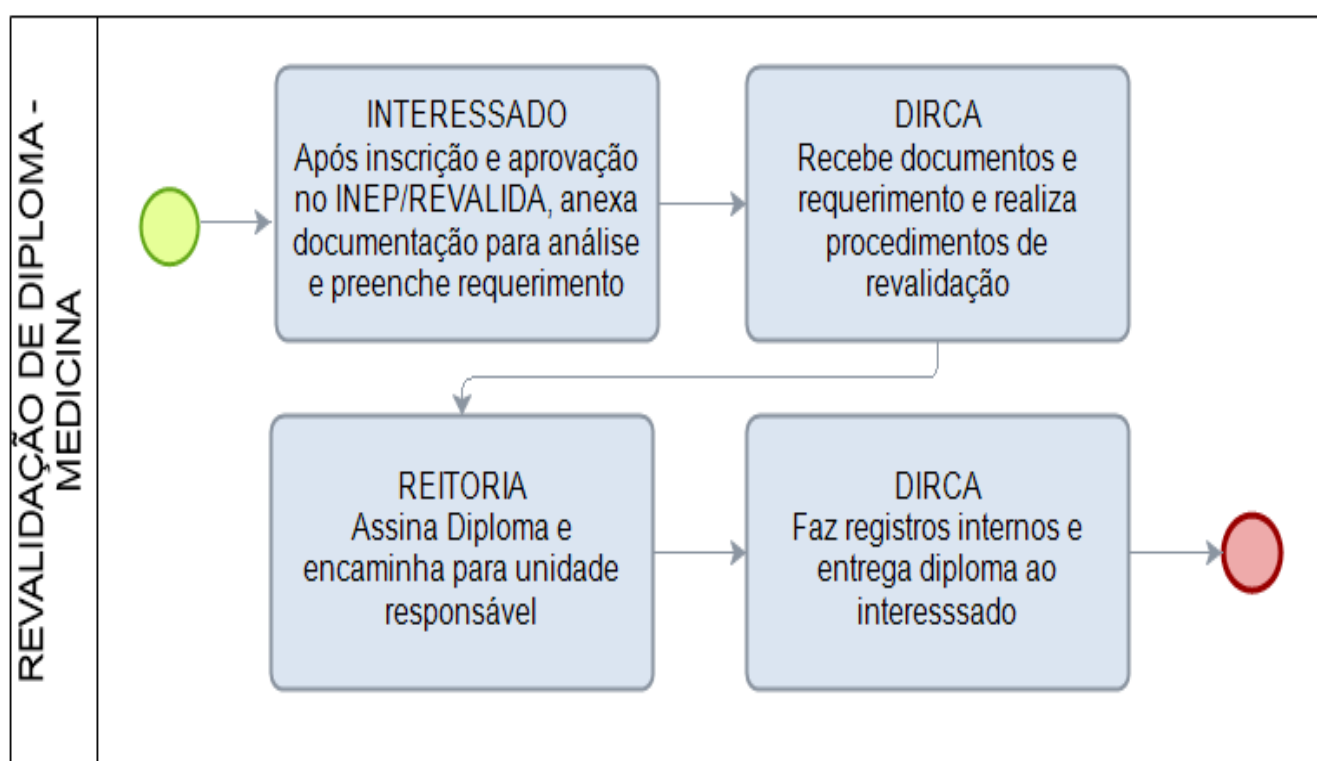 REVALIDAÇÃO DE DIPLOMA -
MEDICINA
INTERESSADO
Após inscrição e aprovação
no INEP/REVALIDA, anexa
documentação para análise
e preenche requerimento
DIRCA
Recebe documentos e
requerimento e realiza
procedimentos de
revalidação
REITORIA
Assina Diploma e
encaminha para unidade
responsável
DIRCA
Faz registros internos e
entrega diploma ao
interesssado